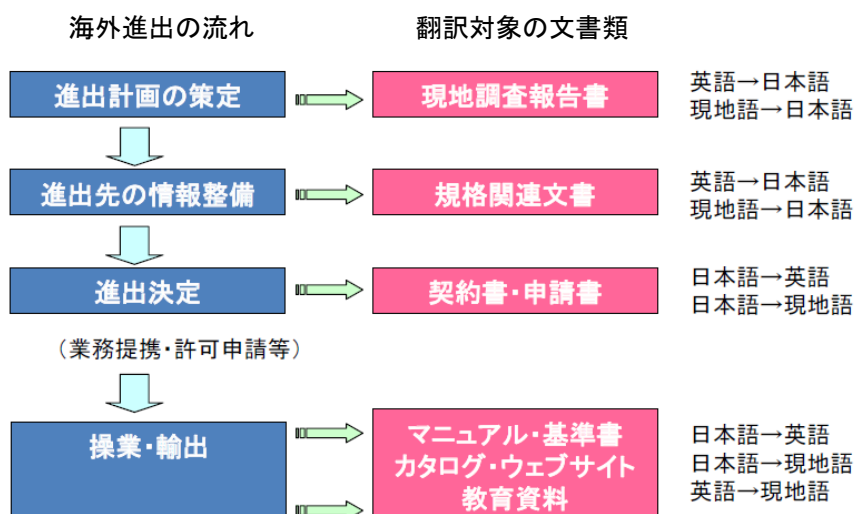 海外進出の流れ
翻訳対象の文書類
進出計画の策定
現地調査報告書
英語→日本語
現地語→日本語
進出先の情報整備
規格関連文書
英語→日本語
現地語→日本語
進出決定
契約書・申請書
日本語→英語
日本語→現地語
（業務提携・許可申請等）
操業・輸出
マニュアル・基準書
カタログ・ウェブサイト
教育資料
日本語→英語
日本語→現地語
英語→現地語